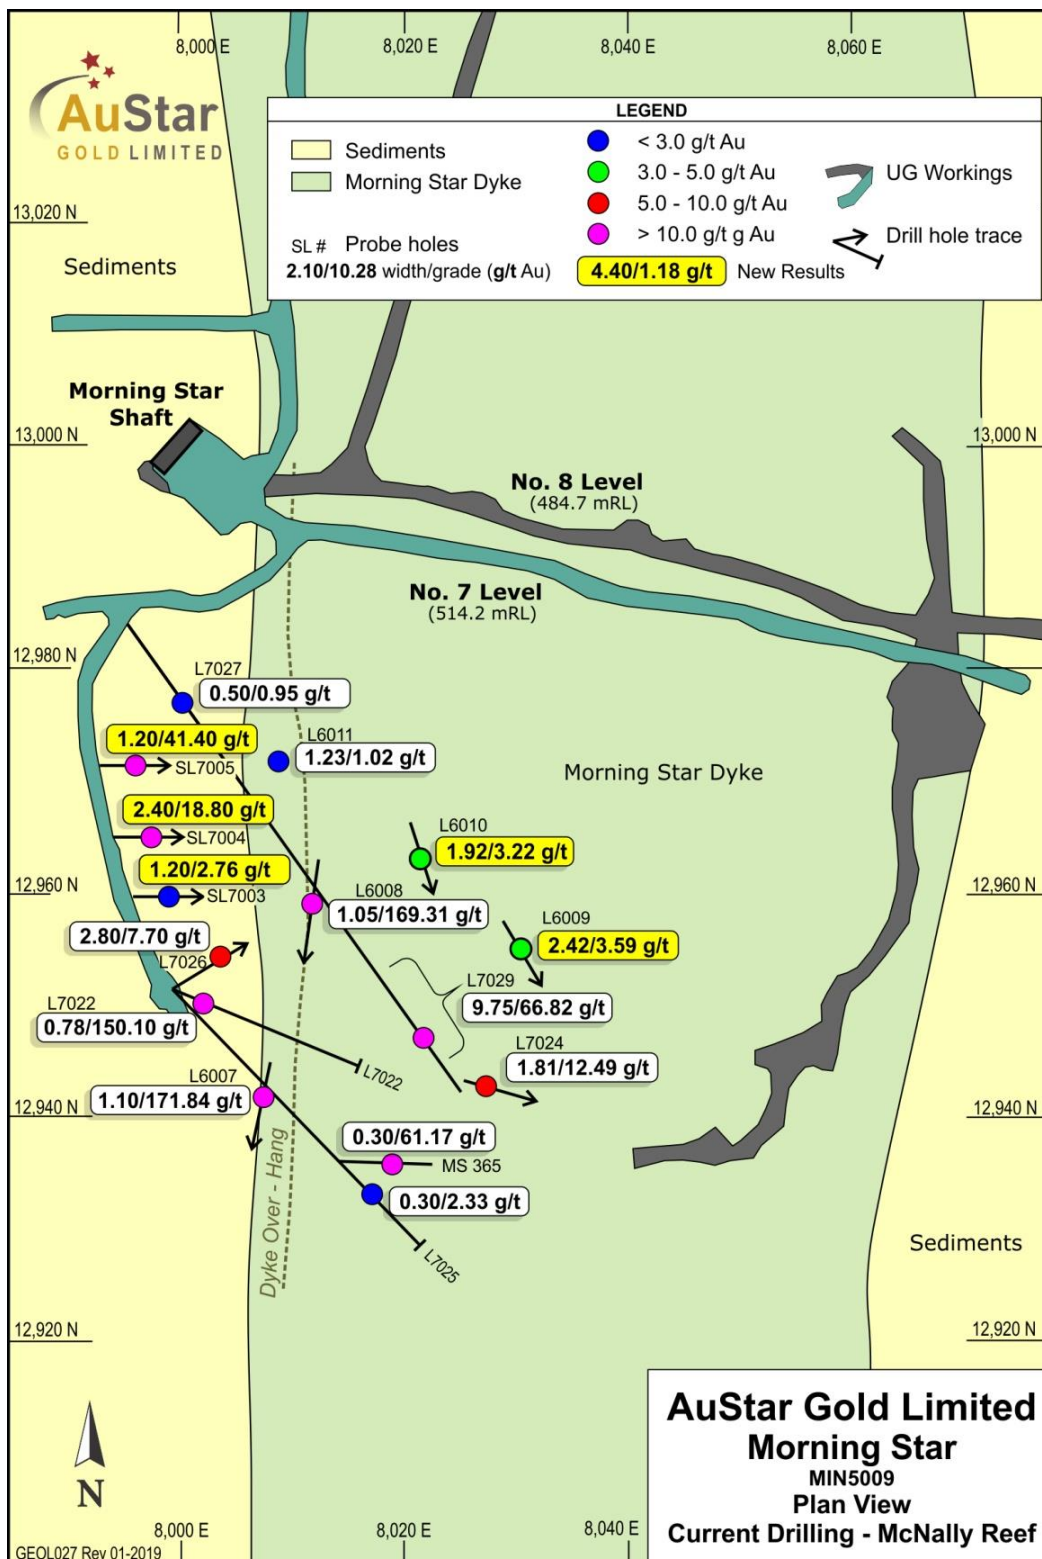 8,000 E
8,020 E
8,040 E
8,060 E
AuStar
GOLD LIMITED
LEGEND
Sediments
Morning Star Dyke
SL # Probe holes
2.10/10.28 width/grade (g/t Au)
< 3.0 g/t Au
3.0 - 5.0 g/t Au
5.0 - 10.0 g/t Au
> 10.0 g/t g Au
4.40/1.18 g/t New Results
UG Workings
Drill hole trace
13,020 N
Sediments
Morning Star
Shaft
13,000 N
13,000 N
No. 8 Level
(484.7 mRL)
No. 7 Level
(514.2 mRL)
12,980 N
L7027
0.50/0.95 g/t
1.20/41.40 g/t
SL7005
L6011
1.23/1.02 g/t
Morning Star Dyke
2.40/18.80 g/t
SL7004
L6010
1.92/3.22 g/t
1.20/2.76 g/t
SL7003
12,960 N
12,960 N
L6008
1.05/169.31 g/t
L6009
2.42/3.59 g/t
2.80/7.70 g/t
L7026
L7029
9.75/66.82 g/t
L7022
0.78/150.10 g/t
L7022
L7024
1.81/12.49 g/t
L6007
1.10/171.84 g/t
12,940 N
12,940 N
0.30/61.17 g/t
MS 365
0.30/2.33 g/t
L7025
Dyke Over - Hang
Sediments
12,920 N
12,920 N
N
8,000 E
8,020 E
8,040 E
GEOL027 Rev 01-2019
AuStar Gold Limited
Morning Star
MIN5009
Plan View
Current Drilling - McNally Reef